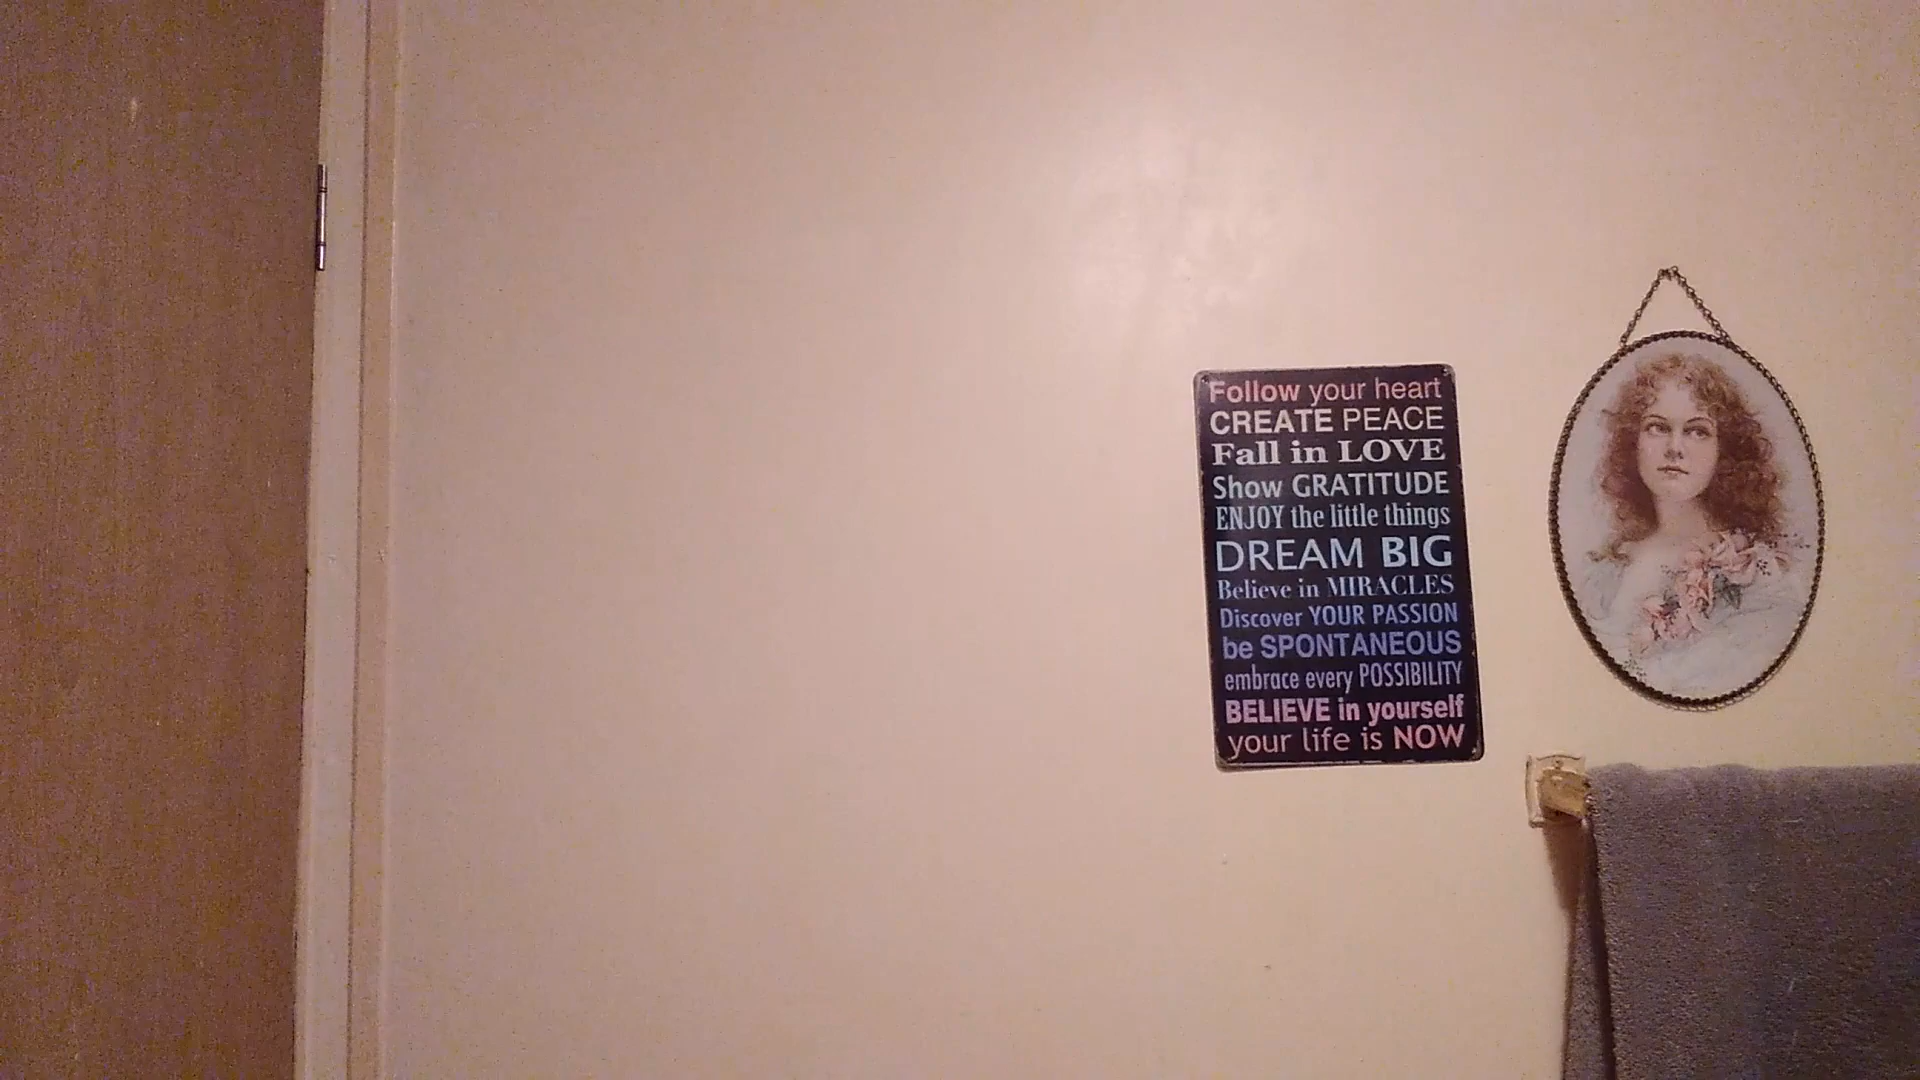 Follow your heart
CREATE PEACE
Fall in LOVE
Show GRATITUDE
ENJOY the little things
DREAM BIG
Believe in MIRACLES
Discover YOUR PASSION
be SPONTANEOUS
embrace every POSSIBILITY
BELIEVE in yourself
your life is NOW